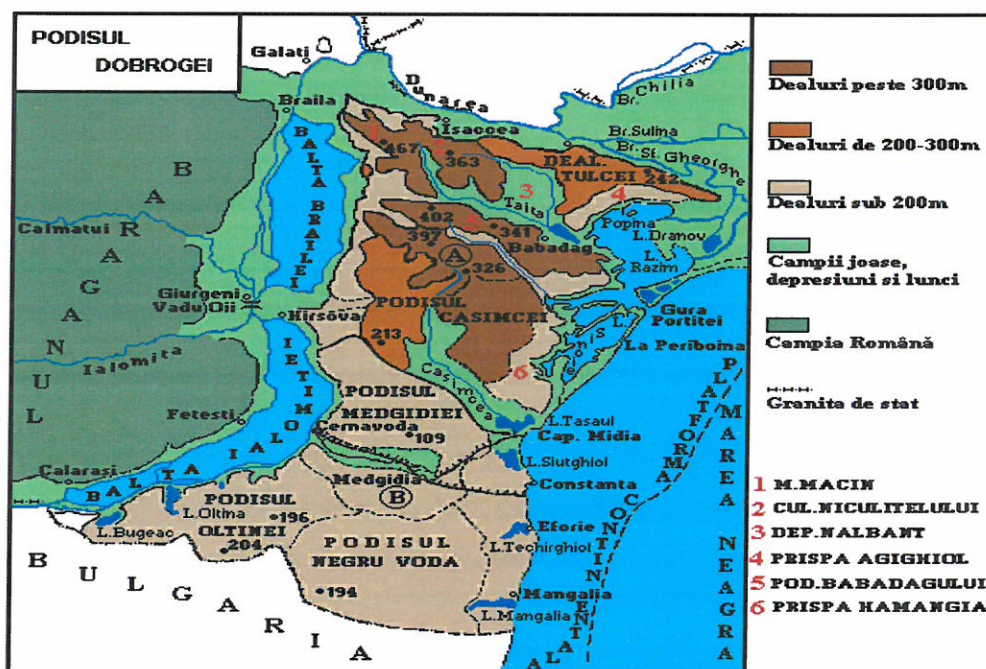 PODISUL
DOBROGEI
Galaţi
Dunarea
Br. Chilia
Braila
Isaccea
Br. Sulina
Br. St. Gheorghe
467
363
DEAL.
TULCEI
242
1
2
3
4
Taita
BALTA BRAILEI
BARAGANUL
Calmatui
402
397
5
341
Babadag
Popina
L. Dranov
L.
Razim
A
326
Giurgeni
Vadu Oii
Hirsova
PODISUL
CASIMCEI
213
Gura
Portitei
La Periboina
6
Ialomita
Casimcea
PODISUL
MEDGIDIEI
Cernavoda
109
L. Tasaul
Cap. Midia
Fetesti
BALTA IALOMITEI
L. Siutghiol
Calarasi
Medgidia
B
Constanta
PODISUL
OLTINEI
L. Oltina
196
204
L. Bugeac
Eforie
L. Techirghiol
PODISUL
NEGRU VODA
194
Mangalia
L. Mangalia
BULGARIA
PLATFORMA CONTINENTALA
MAREA NEAGRA
Dealuri peste 300m
Dealuri de 200-300m
Dealuri sub 200m
Campii joase,
depresiuni si lunci
Campia Română
Granita de stat
1 M.MACIN
2 CUL.NICULITELULUI
3 DEP.NALBANT
4 PRISPA AGIGHIOL
5 POD.BABADAGULUI
6 PRISPA HAMANGIA